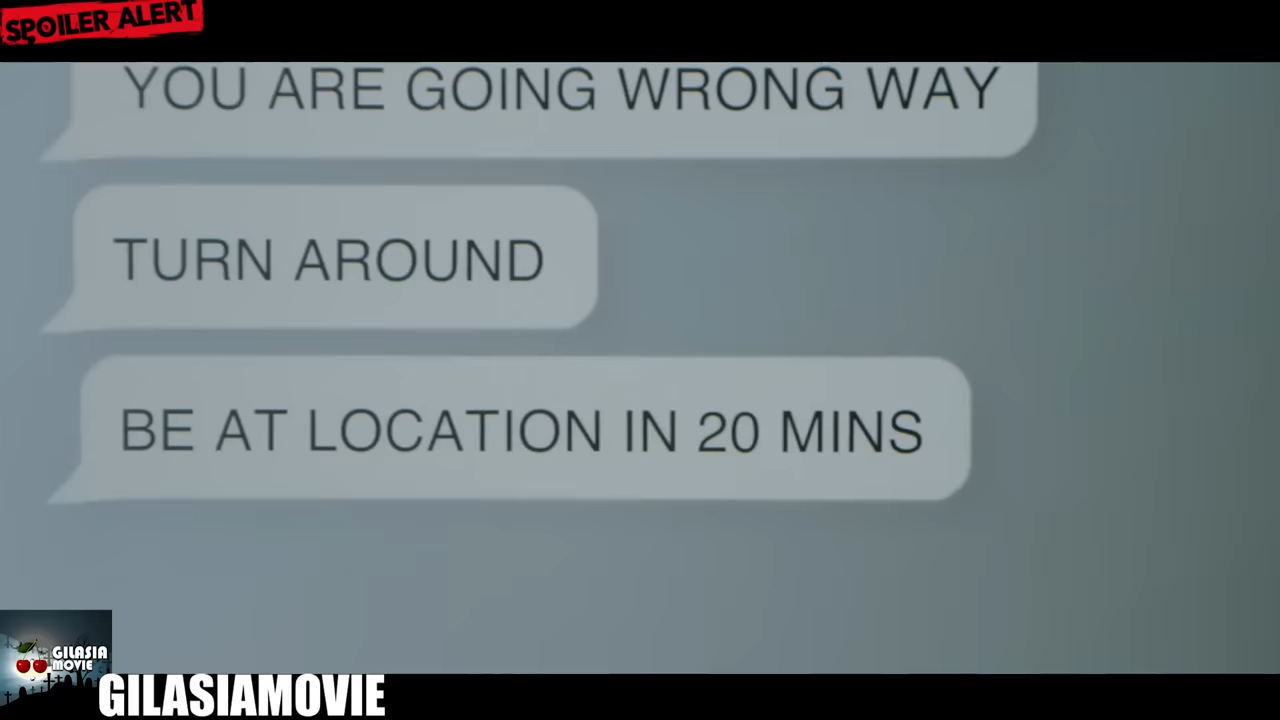 SPOILER ALERT
YOU ARE GOING WRONG WAY
TURN AROUND
BE AT LOCATION IN 20 MINS
GILASIA
MOVIE
GILASIAMOVIE